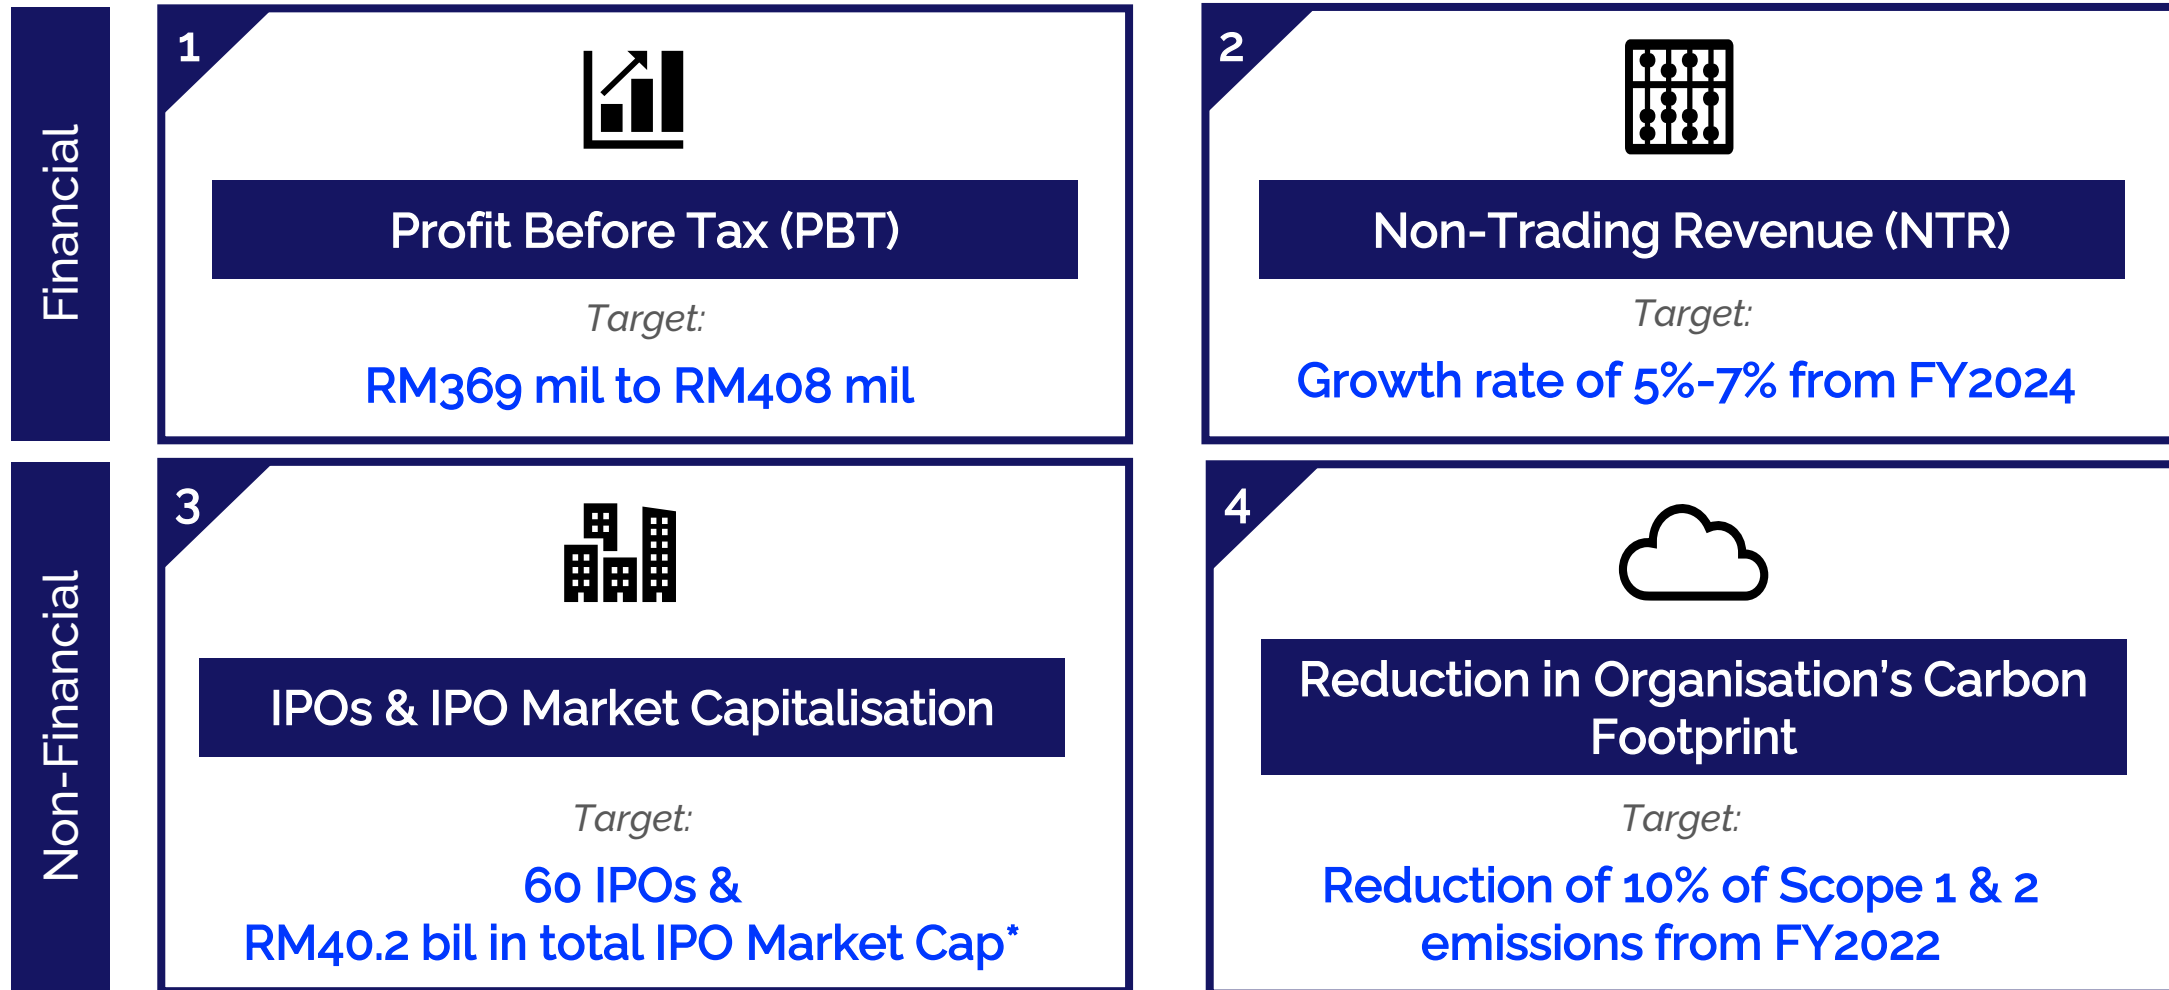 Financial
1
Profit Before Tax (PBT)
Target:
RM369 mil to RM408 mil
2
Non-Trading Revenue (NTR)
Target:
Growth rate of 5%-7% from FY2024
Non-Financial
3
IPOs & IPO Market Capitalisation
Target:
60 IPOs &
RM40.2 bil in total IPO Market Cap*
4
Reduction in Organisation’s Carbon
Footprint
Target:
Reduction of 10% of Scope 1 & 2
emissions from FY2022